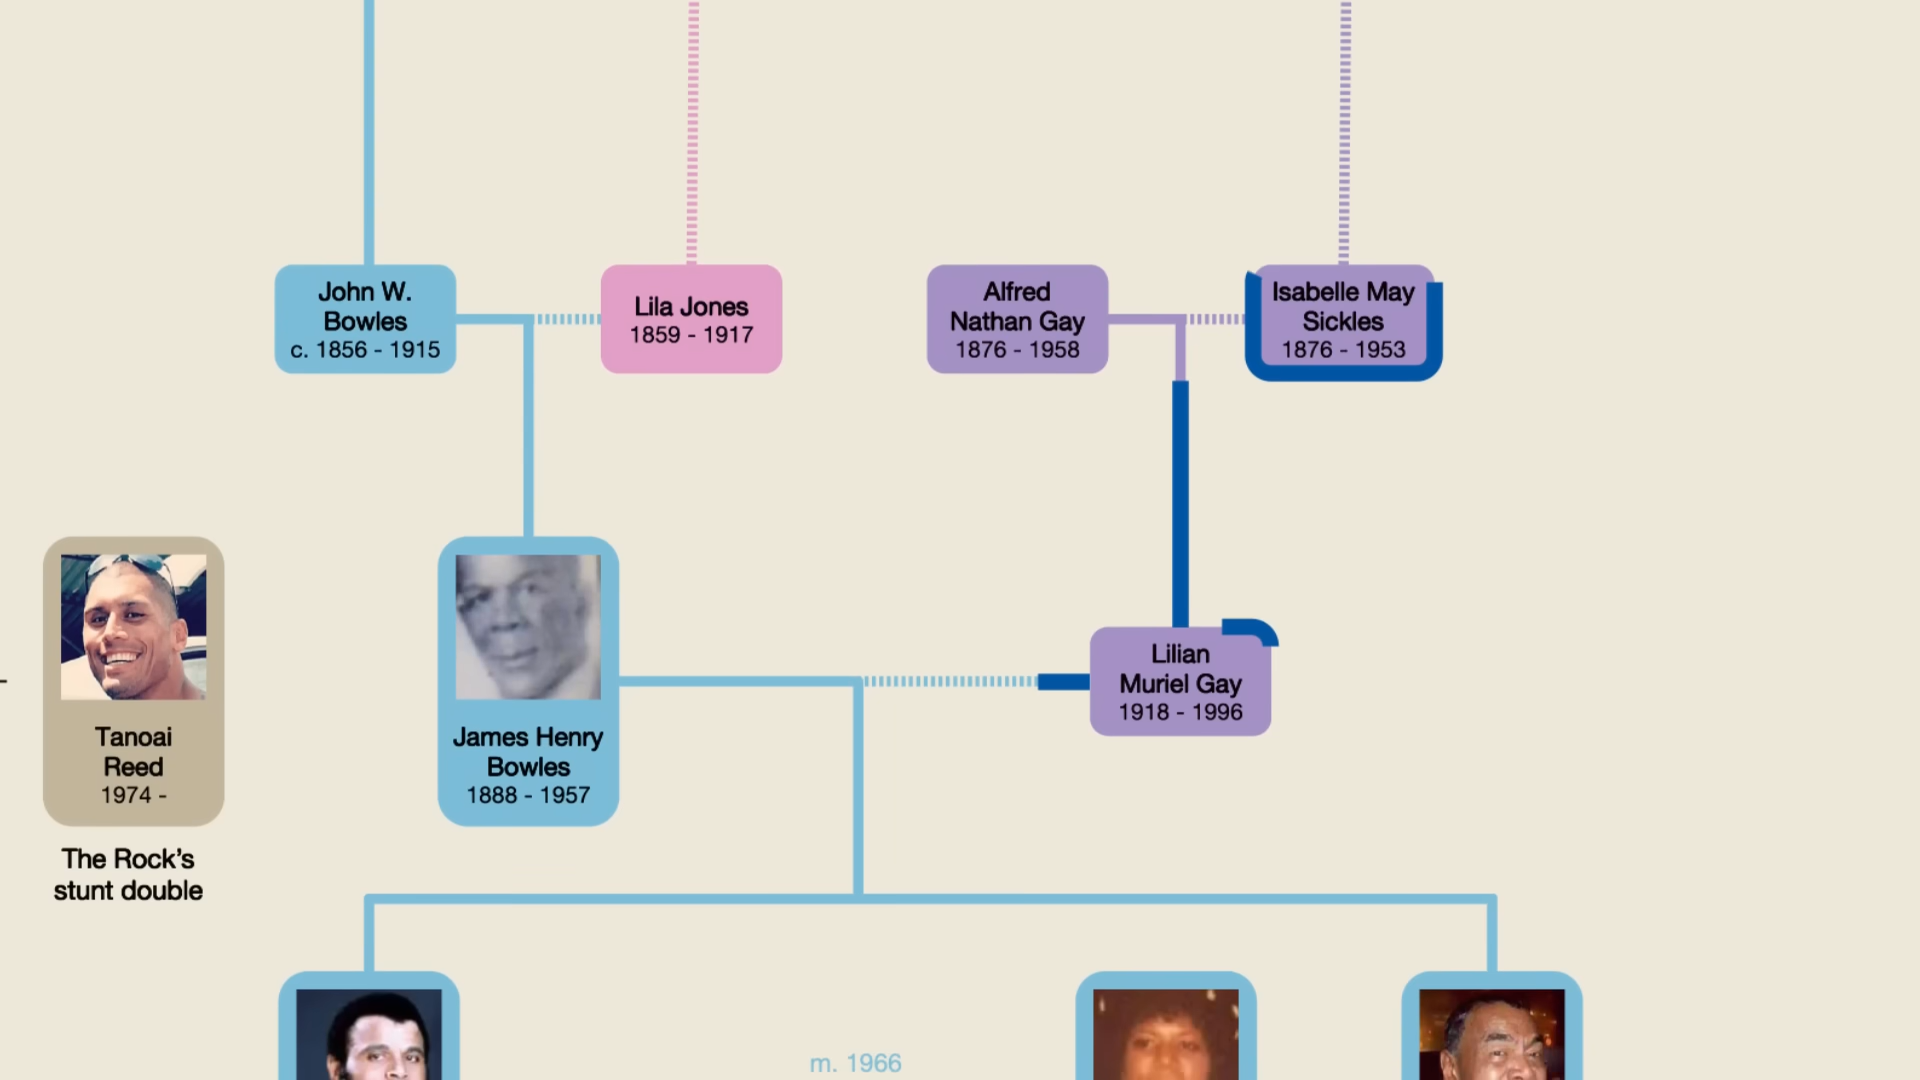 John W.
Bowles
c. 1856 - 1915
Lila Jones
1859 - 1917
Alfred
Nathan Gay
1876 - 1958
Isabelle May
Sickles
1876 - 1953
Tanoai
Reed
1974 -
The Rock’s
stunt double
James Henry
Bowles
1888 - 1957
Lilian
Muriel Gay
1918 - 1996
m. 1966